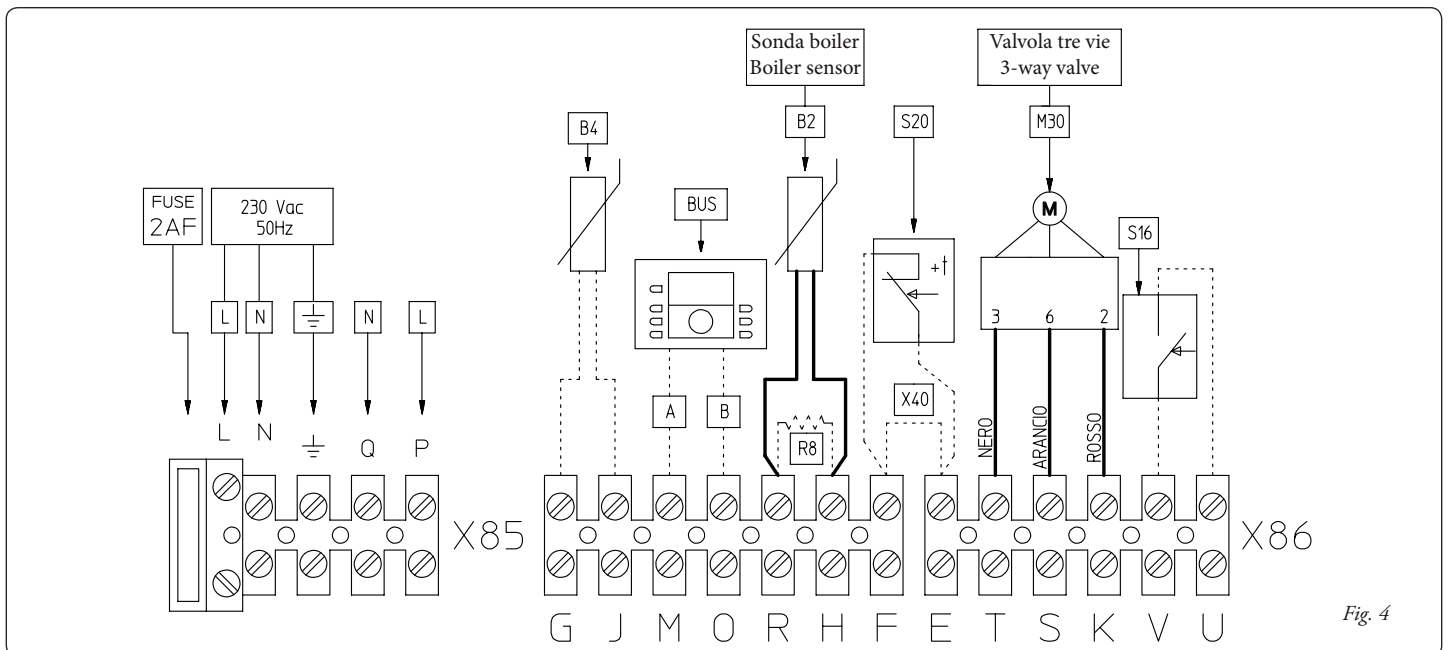 Sonda boiler
Boiler sensor
Valvola tre vie
3-way valve
B4
B2
S20
M30
FUSE
2AF
230 Vac
50Hz
BUS
M
S16
+t
L
N
N
L
3
6
2
A
B
X40
R8
NERO
ARANCIO
ROSSO
L
N
Q
P
X85
X86
G
J
M
O
R
H
F
E
T
S
K
V
U
Fig. 4